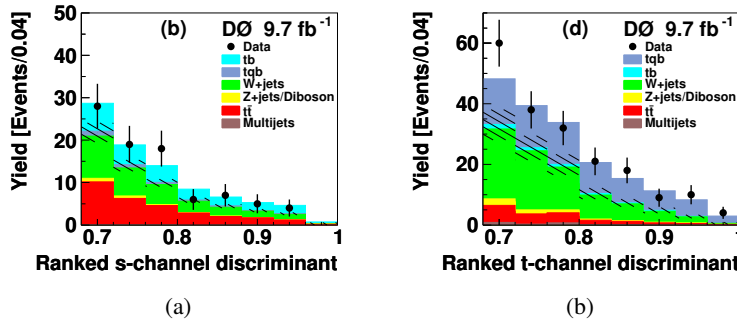 (b) DØ 9.7 fb⁻¹
Data
tb
tqb
W+jets
Z+jets/Diboson
tt̄
Multijets
Yield [Events/0.04]
50
40
30
20
10
0
0.7 0.8 0.9 1
Ranked s-channel discriminant
(a)
(d) DØ 9.7 fb⁻¹
Data
tqb
tb
W+jets
Z+jets/Diboson
tt̄
Multijets
Yield [Events/0.04]
60
40
20
0
0.7 0.8 0.9 1
Ranked t-channel discriminant
(b)